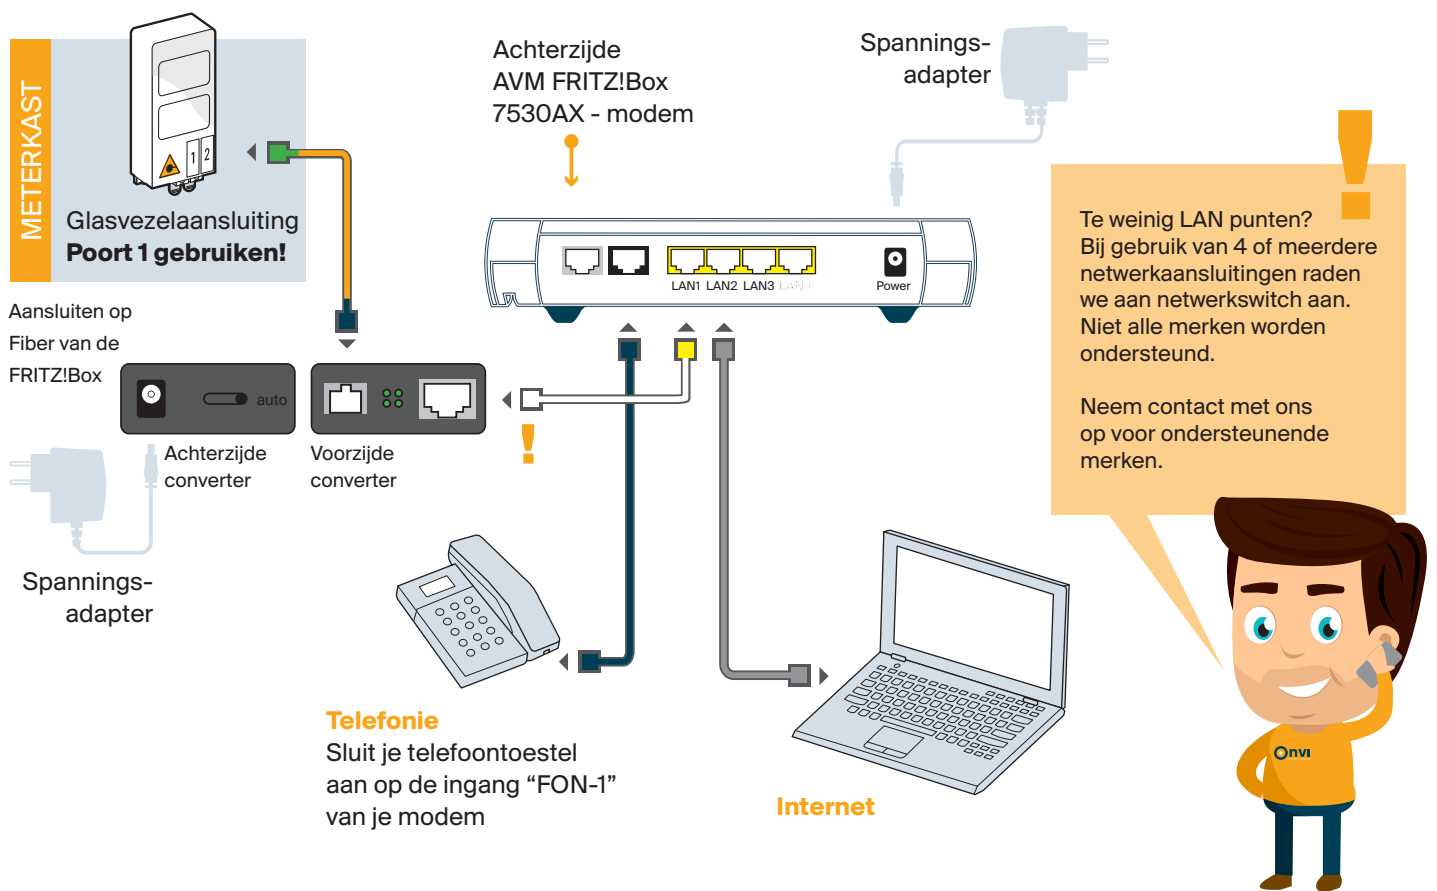 METERKAST
1 2
Glasvezelaansluiting
Poort 1 gebruiken!
Aansluiten op
Fiber van de
FRITZ!Box
auto
Achterzijde
converter
Voorzijde
converter
Spannings-
adapter
Achterzijde
AVM FRITZ!Box
7530AX - modem
Spannings-
adapter
LAN1 LAN2 LAN3 LAN4
Power
!
Te weinig LAN punten?
Bij gebruik van 4 of meerdere
netwerkaansluitingen raden
we aan netwerkswitch aan.
Niet alle merken worden
ondersteund.
Neem contact met ons
op voor ondersteunende
merken.
!
Telefonie
Sluit je telefoontoestel
aan op de ingang “FON-1”
van je modem
Internet
Onvi